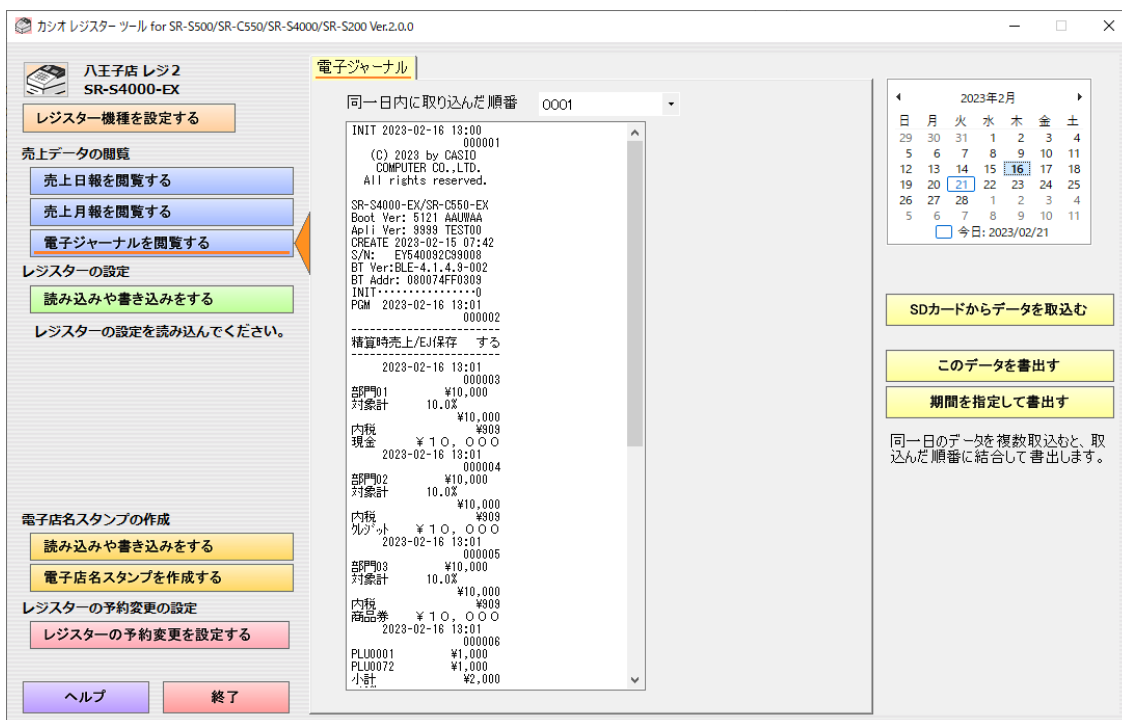 カシオ レジスター ツール for SR-S500/SR-C550/SR-S4000/SR-S200 Ver.2.0.0
八王子店 レジ2
SR-S4000-EX
レジスター機種を設定する
売上データの閲覧
売上日報を閲覧する
売上月報を閲覧する
電子ジャーナルを閲覧する
レジスターの設定
読み込みや書き込みをする
レジスターの設定を読み込んでください。
電子店名スタンプの作成
読み込みや書き込みをする
電子店名スタンプを作成する
レジスターの予約変更の設定
レジスターの予約変更を設定する
ヘルプ 終了
電子ジャーナル
同一日内に取り込んだ順番 0001
INIT 2023-02-16 13:00
000001
(C) 2023 by CASIO
COMPUTER CO.,LTD.
All rights reserved.
SR-S4000-EX/SR-C550-EX
Boot Ver: 5121 AAUWAA
Apli Ver: 9999 TEST00
CREATE 2023-02-15 07:42
S/N: EY540092C99008
BT Ver:BLE-4.1.4.9-002
BT Addr: 080074FF0309
INIT················0
PGM 2023-02-16 13:01
000002
------------------------
精算時売上/EJ保存 する
------------------------
2023-02-16 13:01
000003
部門01 ¥10,000
対象計 10.0%
¥10,000
内税 ¥909
現金 ¥10,000
2023-02-16 13:01
000004
部門02 ¥10,000
対象計 10.0%
¥10,000
内税 ¥909
クレジット ¥10,000
2023-02-16 13:01
000005
部門03 ¥10,000
対象計 10.0%
¥10,000
内税 ¥909
商品券 ¥10,000
2023-02-16 13:01
000006
PLU0001 ¥1,000
PLU0072 ¥1,000
小計 ¥2,000
2023年2月
日 月 火 水 木 金 土
29 30 31 1 2 3 4
5 6 7 8 9 10 11
12 13 14 15 16 17 18
19 20 21 22 23 24 25
26 27 28 1 2 3 4
5 6 7 8 9 10 11
今日: 2023/02/21
SDカードからデータを取込む
このデータを書出す
期間を指定して書出す
同一日のデータを複数取込むと、取
込んだ順番に結合して書出します。